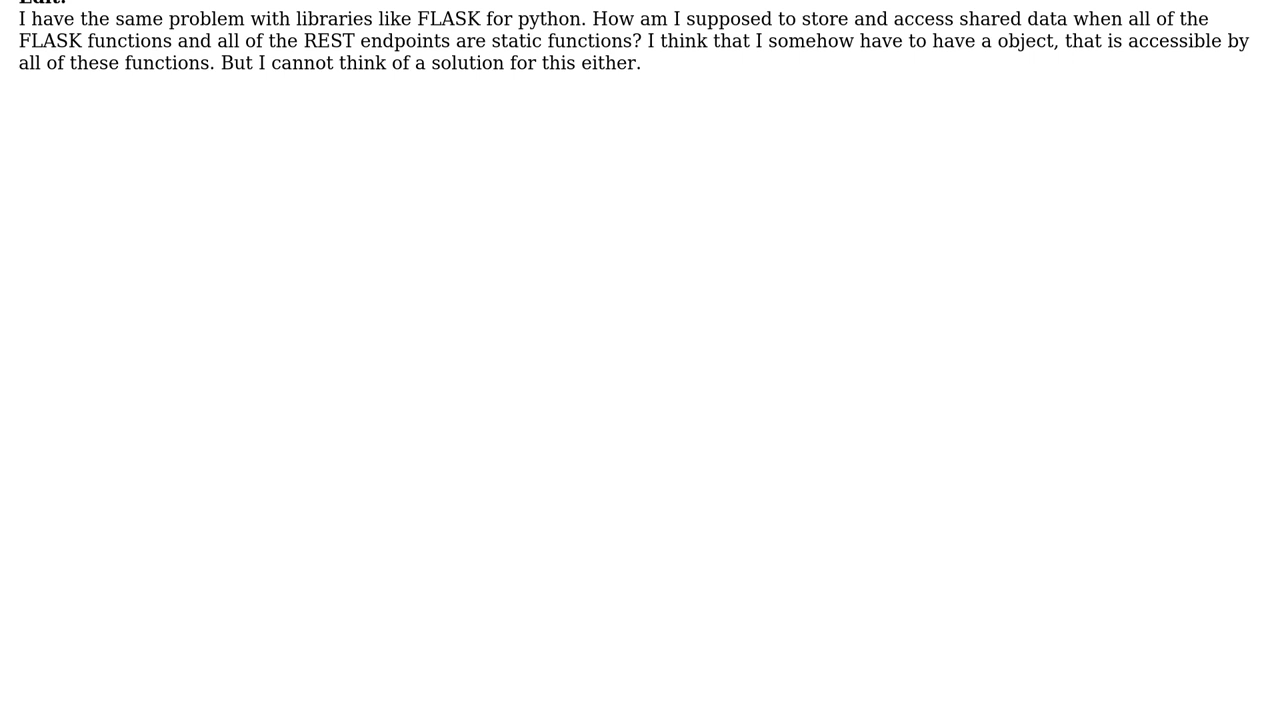 Edit:
I have the same problem with libraries like FLASK for python. How am I supposed to store and access shared data when all of the
FLASK functions and all of the REST endpoints are static functions? I think that I somehow have to have a object, that is accessible by
all of these functions. But I cannot think of a solution for this either.